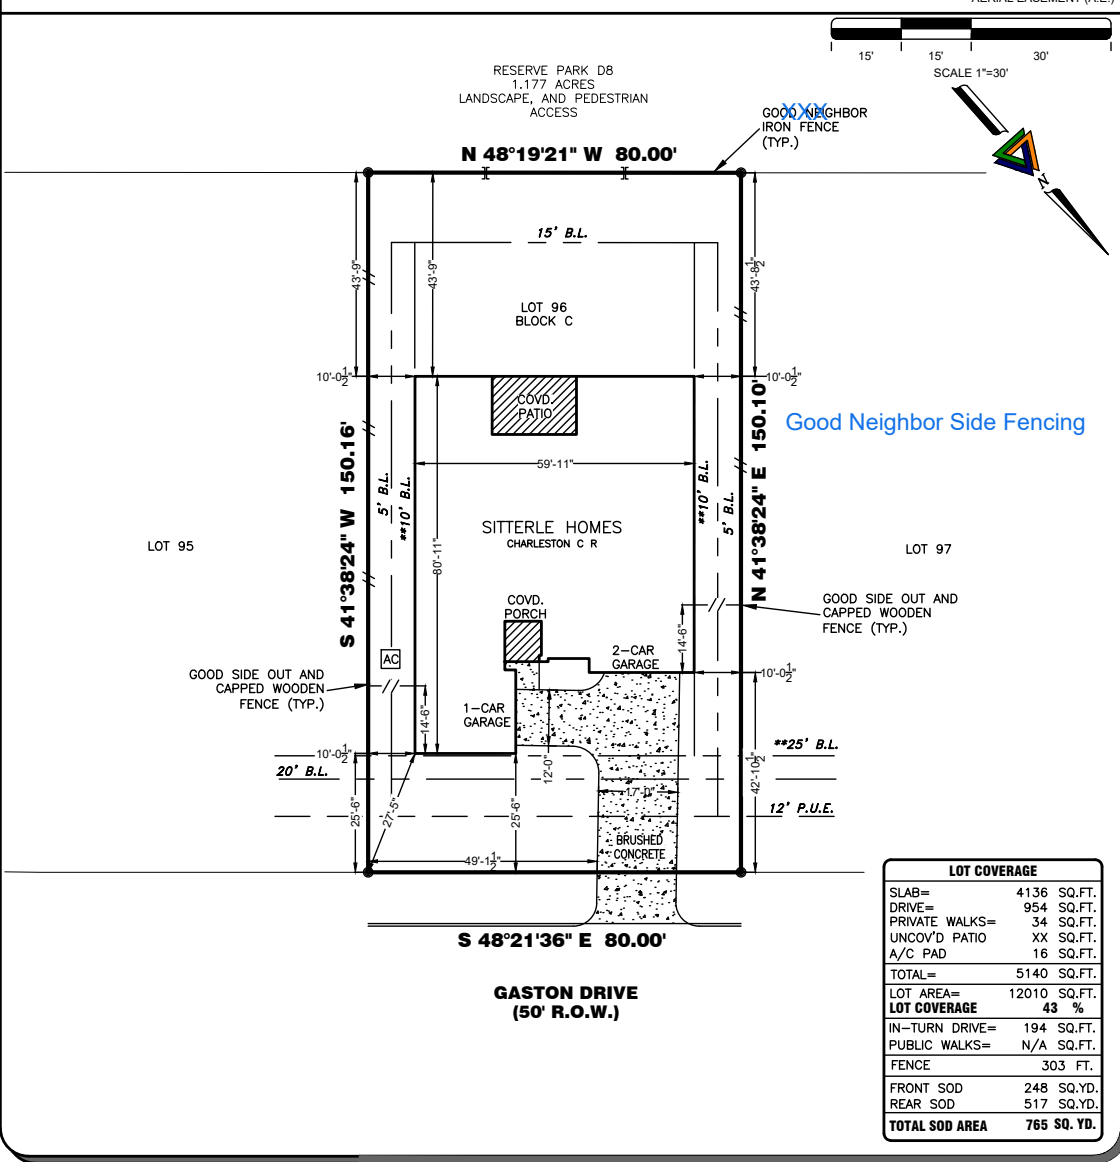 AERIAL EASEMENT (A.E.)
15' 15' 30'
SCALE 1"=30'
RESERVE PARK D8
1.177 ACRES
LANDSCAPE, AND PEDESTRIAN
ACCESS
GOOD NEIGHBOR
XXX
IRON FENCE
(TYP.)
N
N 48°19'21" W 80.00'
15' B.L.
43'-9"
43'-9"
43'-8½"
LOT 96
BLOCK C
10'-0½"
10'-0½"
COVD.
PATIO
Good Neighbor Side Fencing
59'-11"
S 41°38'24" W 150.16'
5' B.L.
**10' B.L.
80'-11"
**10' B.L.
5' B.L.
N 41°38'24" E 150.10'
SITTERLE HOMES
CHARLESTON C R
LOT 95
LOT 97
COVD.
PORCH
GOOD SIDE OUT AND
CAPPED WOODEN
FENCE (TYP.)
14'-6"
2-CAR
GARAGE
AC
GOOD SIDE OUT AND
CAPPED WOODEN
FENCE (TYP.)
10'-0½"
14'-6"
1-CAR
GARAGE
12'-0"
10'-0½"
**25' B.L.
20' B.L.
42'-10½"
17'-0"
12' P.U.E.
25'-6"
27'-5"
25'-6"
BRUSHED
CONCRETE
49'-1½"
S 48°21'36" E 80.00'
GASTON DRIVE
(50' R.O.W.)
LOT COVERAGE
SLAB= 4136 SQ.FT.
DRIVE= 954 SQ.FT.
PRIVATE WALKS= 34 SQ.FT.
UNCOV'D PATIO XX SQ.FT.
A/C PAD 16 SQ.FT.
TOTAL= 5140 SQ.FT.
LOT AREA= 12010 SQ.FT.
LOT COVERAGE 43 %
IN-TURN DRIVE= 194 SQ.FT.
PUBLIC WALKS= N/A SQ.FT.
FENCE 303 FT.
FRONT SOD 248 SQ.YD.
REAR SOD 517 SQ.YD.
TOTAL SOD AREA 765 SQ. YD.